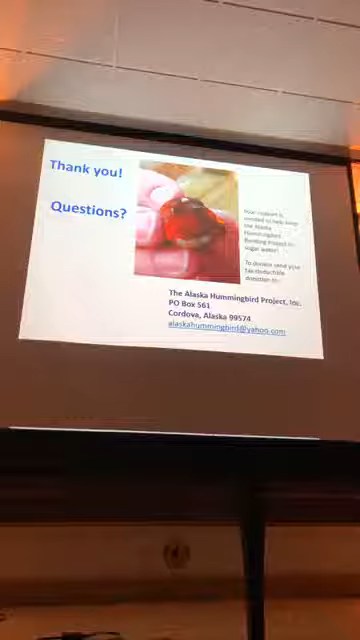 Thank you!
Questions?
Your support is
needed to help keep
the Alaska
Hummingbird
Banding Project in
sugar water!
To donate send your
tax deductible
donation to:
The Alaska Hummingbird Project, Inc.
PO Box 561
Cordova, Alaska 99574
alaskahummingbird@yahoo.com